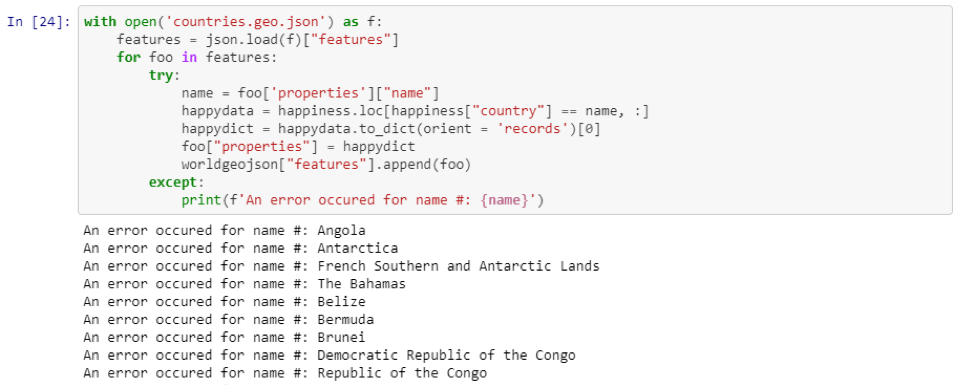 In [24]: with open('countries.geo.json') as f:
    features = json.load(f)["features"]
    for foo in features:
        try:
            name = foo['properties']["name"]
            happydata = happiness.loc[happiness["country"] == name, :]
            happydict = happydata.to_dict(orient = 'records')[0]
            foo["properties"] = happydict
            worldgeojson["features"].append(foo)
        except:
            print(f'An error occured for name #: {name}')
An error occured for name #: Angola
An error occured for name #: Antarctica
An error occured for name #: French Southern and Antarctic Lands
An error occured for name #: The Bahamas
An error occured for name #: Belize
An error occured for name #: Bermuda
An error occured for name #: Brunei
An error occured for name #: Democratic Republic of the Congo
An error occured for name #: Republic of the Congo